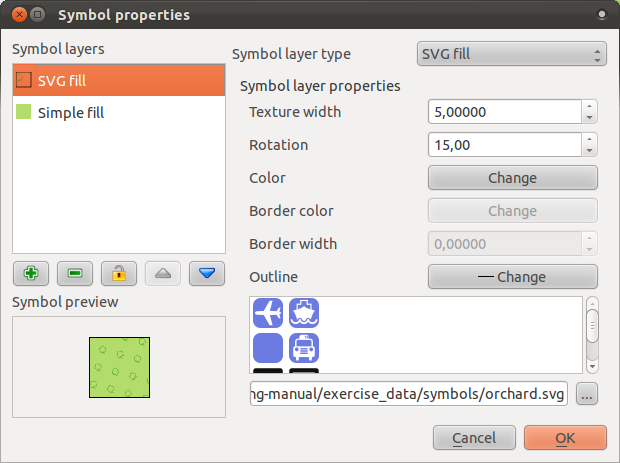 Symbol properties
Symbol layers
Symbol layer type
SVG fill
SVG fill
Simple fill
Symbol layer properties
Texture width
5,00000
Rotation
15,00
Color
Change
Border color
Change
Border width
0,00000
Outline
Change
Symbol preview
ng-manual/exercise_data/symbols/orchard.svg
...
Cancel
OK